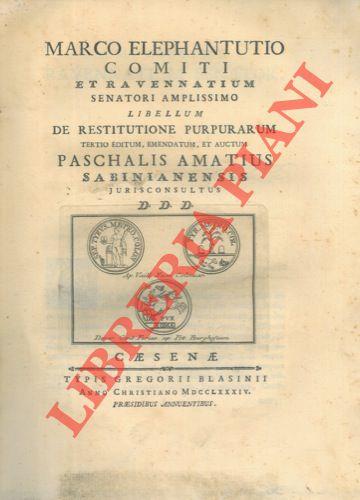 MARCO ELEPHANTUTIO
COMITI
ET RAVENNATIUM
SENATORI AMPLISSIMO
LIBELLUM
DE RESTITUTIONE PURPURARUM
TERTIO EDITUM, EMENDATUM, ET AUCTUM
PASCHALIS AMATIUS
SABINIANENSIS
JURISCONSULTUS
D. D. D.
CÆSENÆ
TYPIS GREGORII BLASINII
ANNO CHRISTIANO MDCCLXXXIV.
PRÆSIDIBUS ANNUENTIBUS.
LIBRERIA PIANI